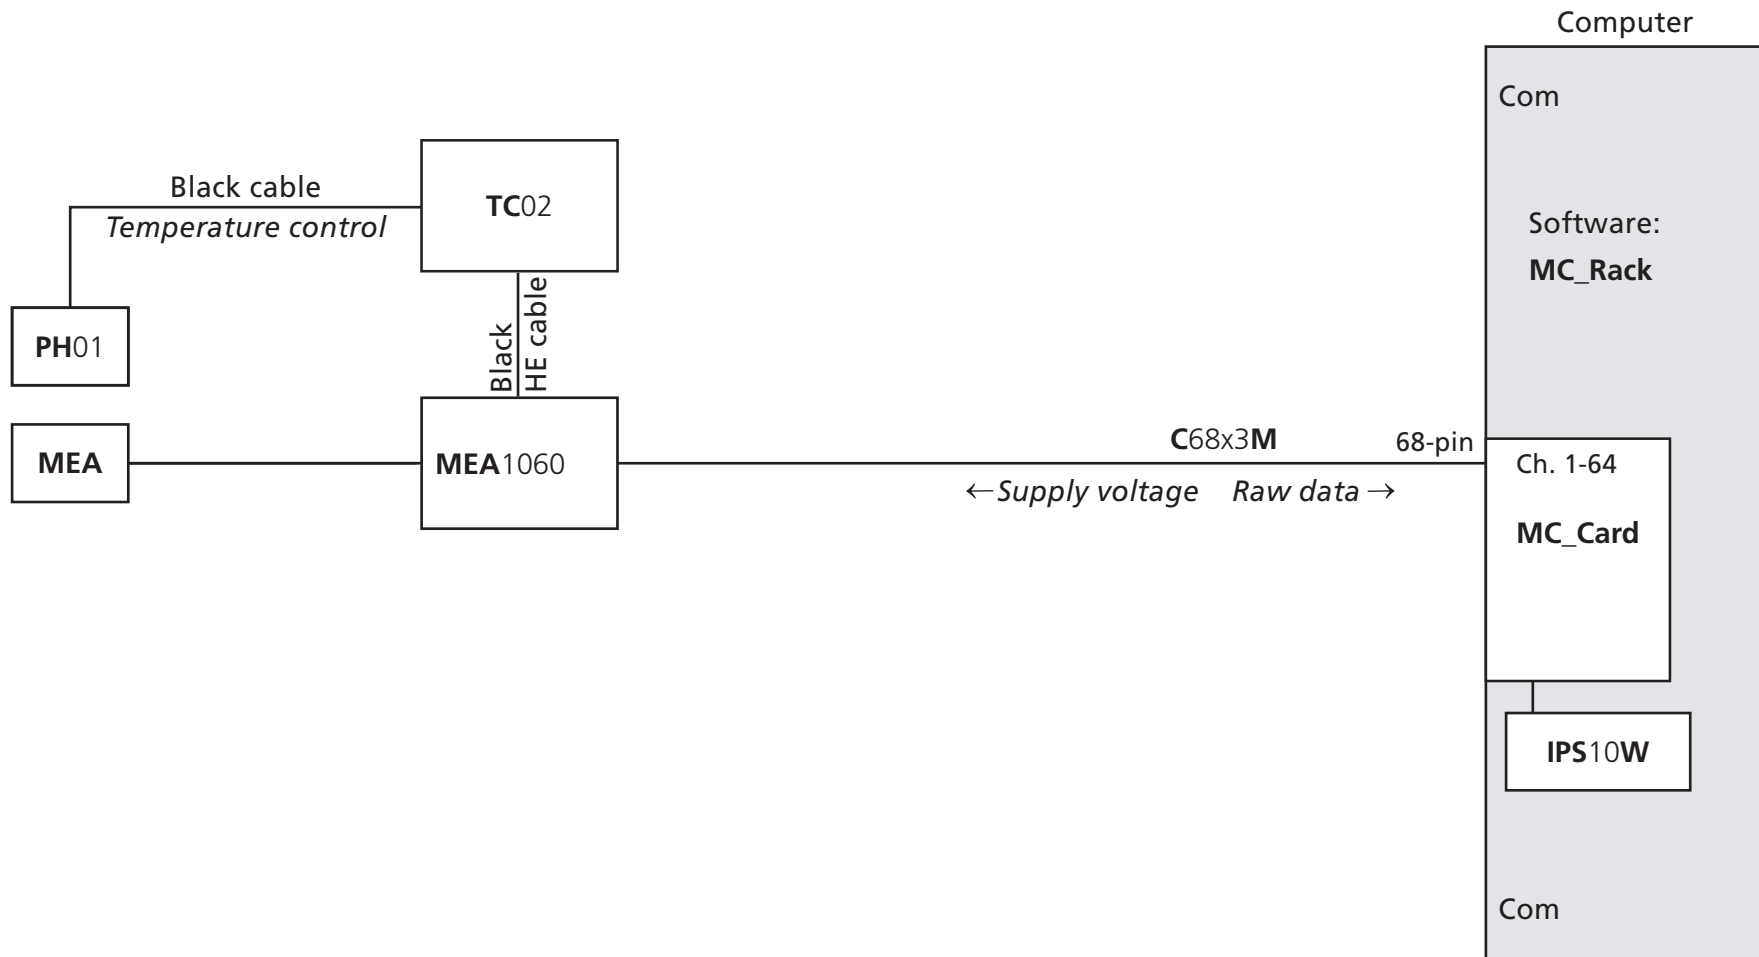 Computer
Com
Black cable
Temperature control
TC02
Software:
MC_Rack
Black
HE cable
PH01
MEA
MEA1060
C68x3M
68-pin
←Supply voltage Raw data→
Ch. 1-64
MC_Card
IPS10W
Com